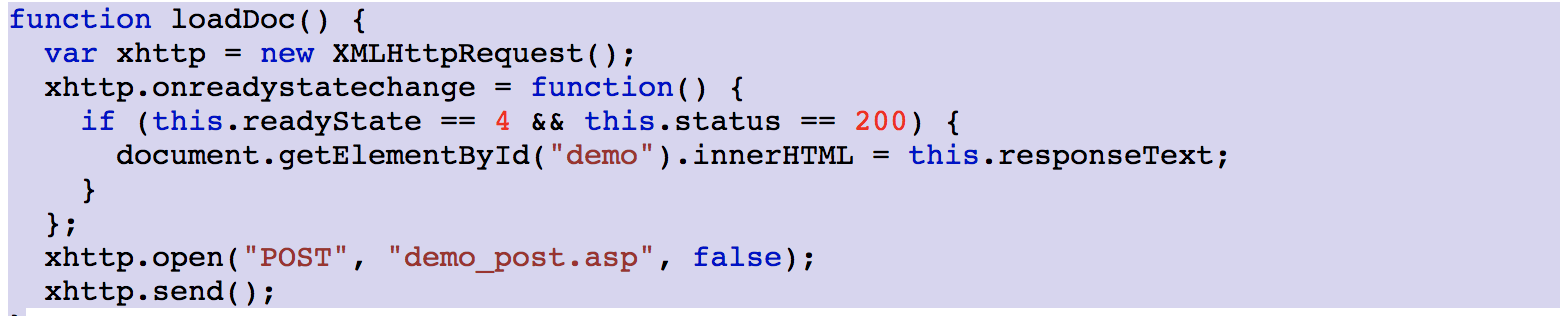 function loadDoc() {
  var xhttp = new XMLHttpRequest();
  xhttp.onreadystatechange = function() {
    if (this.readyState == 4 && this.status == 200) {
      document.getElementById("demo").innerHTML = this.responseText;
    }
  };
  xhttp.open("POST", "demo_post.asp", false);
  xhttp.send();